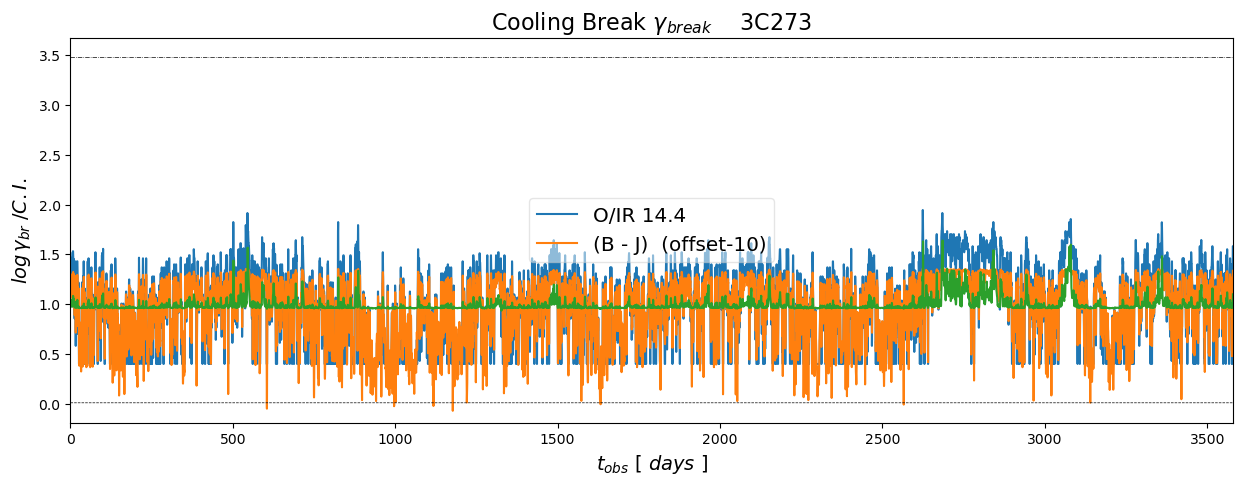 Cooling Break γbreak 3C273
log γbr /C.I.
3.5
3.0
2.5
2.0
1.5
1.0
0.5
0.0
O/IR 14.4
(B - J) (offset-10)
0 500 1000 1500 2000 2500 3000 3500
tobs [ days ]